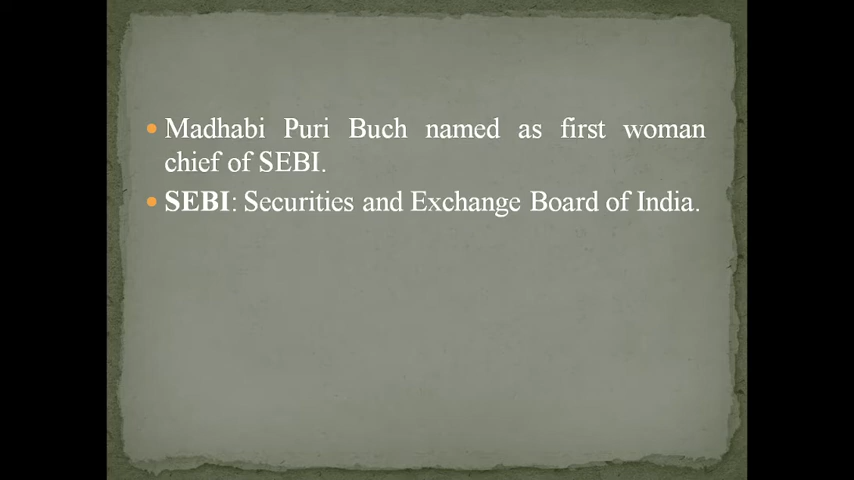 • Madhabi Puri Buch named as first woman
chief of SEBI.
• SEBI: Securities and Exchange Board of India.